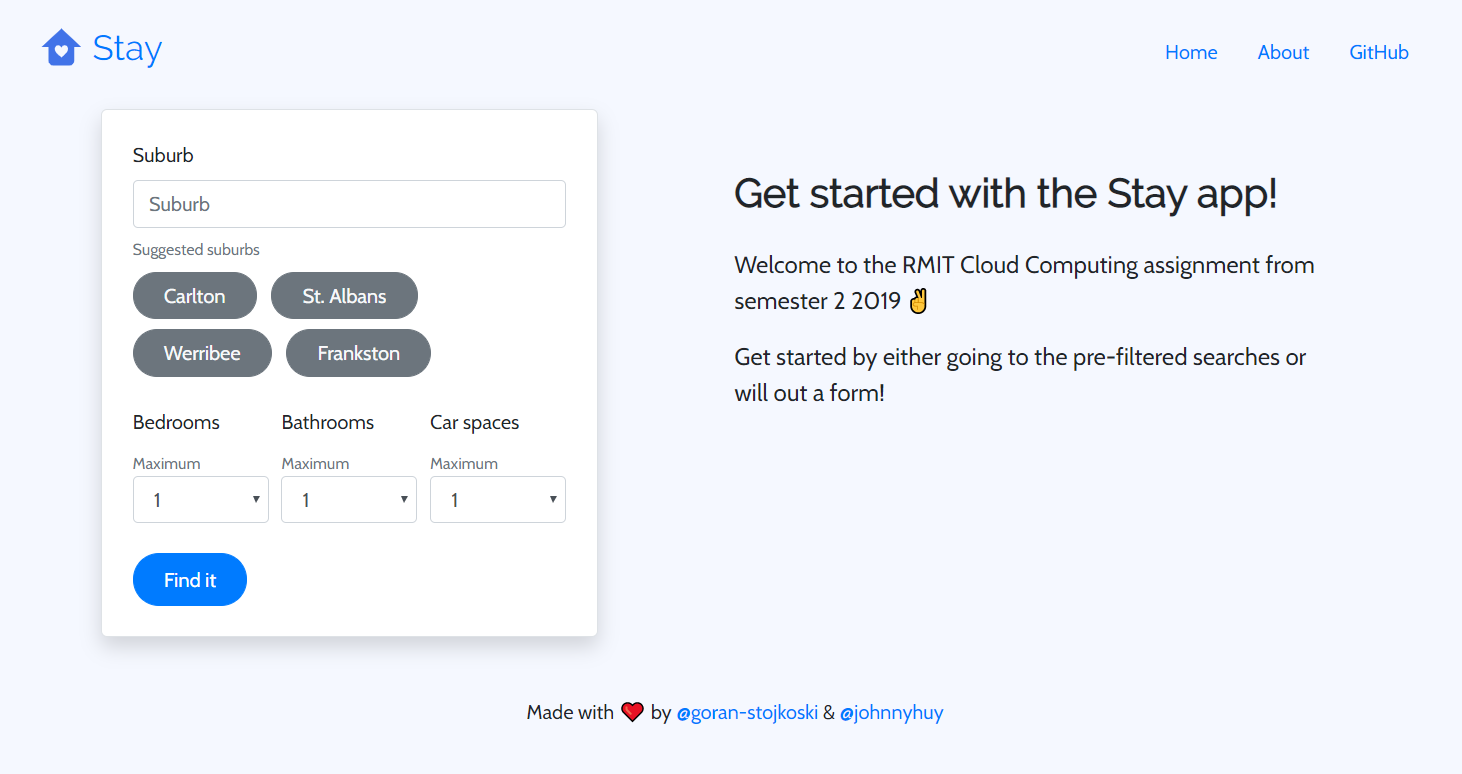 Stay
Home About GitHub
Suburb
Suburb
Suggested suburbs
Carlton St. Albans
Werribee Frankston
Bedrooms Bathrooms Car spaces
Maximum Maximum Maximum
1 1 1
Find it
Get started with the Stay app!
Welcome to the RMIT Cloud Computing assignment from
semester 2 2019 ✌
Get started by either going to the pre-filtered searches or
will out a form!
Made with ❤ by @goran-stojkoski & @johnnyhuy